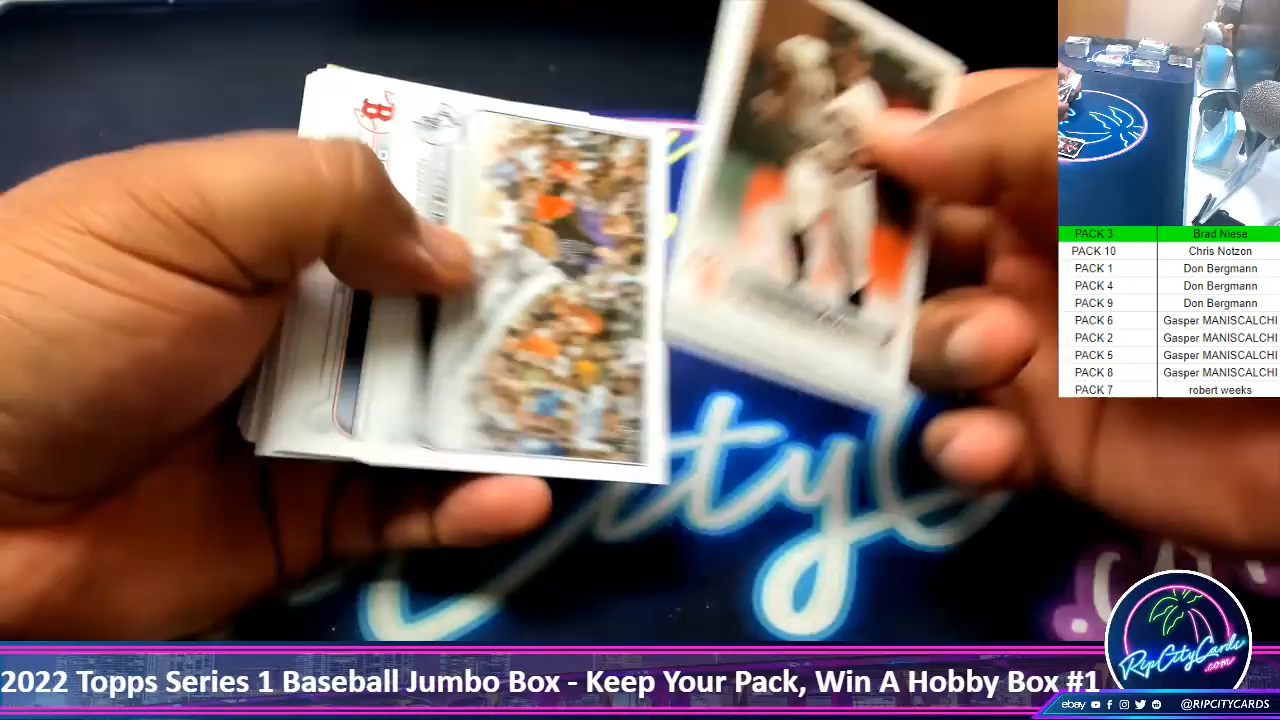 B
PACK 3 Brad Niese
PACK 10 Chris Notzon
PACK 1 Don Bergmann
PACK 4 Don Bergmann
PACK 9 Don Bergmann
PACK 6 Gasper MANISCALCHI
PACK 2 Gasper MANISCALCHI
PACK 5 Gasper MANISCALCHI
PACK 8 Gasper MANISCALCHI
PACK 7 robert weeks
City C
RipCityCards
.com
2022 Topps Series 1 Baseball Jumbo Box - Keep Your Pack, Win A Hobby Box #1
ebay @RIPCITYCARDS